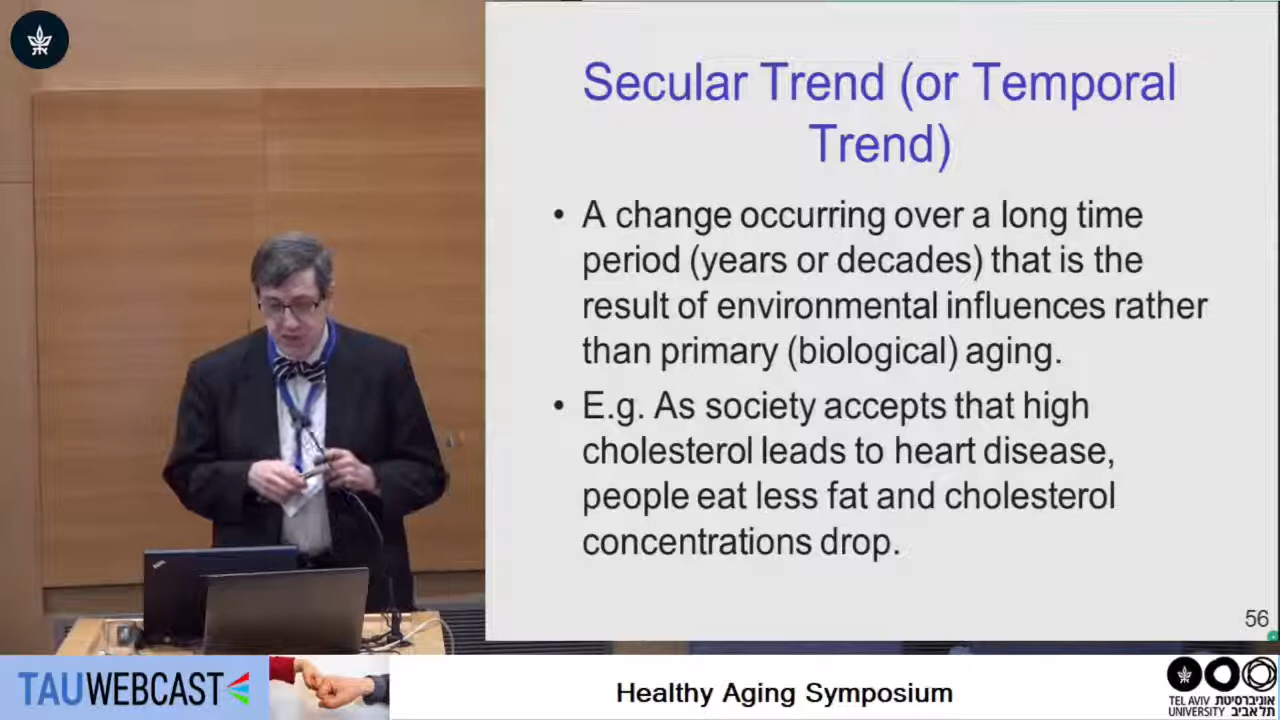 Secular Trend (or Temporal
Trend)
• A change occurring over a long time
period (years or decades) that is the
result of environmental influences rather
than primary (biological) aging.
• E.g. As society accepts that high
cholesterol leads to heart disease,
people eat less fat and cholesterol
concentrations drop.
56
TAUWEBCAST
Healthy Aging Symposium
TEL AVIV אוניברסיטת
UNIVERSITY תל אביב